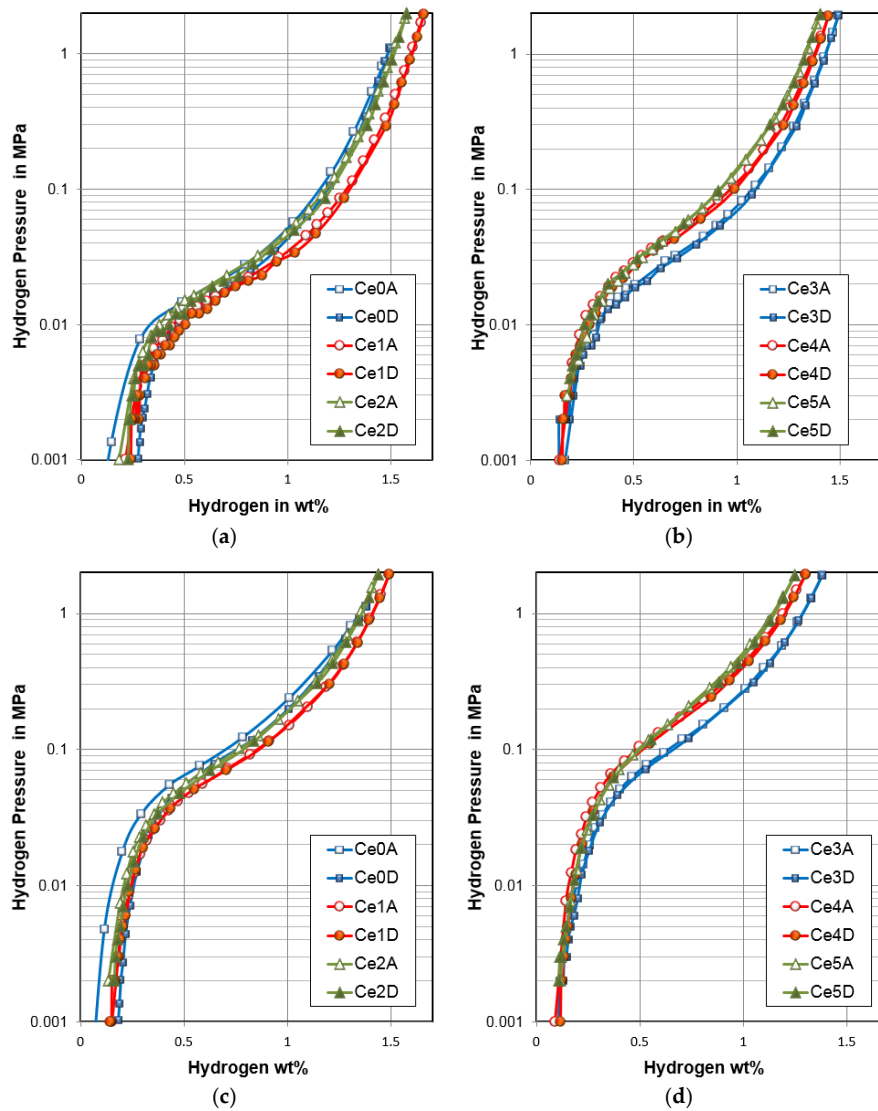 Hydrogen Pressure in MPa
1
0.1
0.01
0.001
0
0.5
1
1.5
Hydrogen in wt%
Ce0A
Ce0D
Ce1A
Ce1D
Ce2A
Ce2D
(a)
Hydrogen Pressure in MPa
1
0.1
0.01
0.001
0
0.5
1
1.5
Hydrogen in wt%
Ce3A
Ce3D
Ce4A
Ce4D
Ce5A
Ce5D
(b)
Hydrogen Pressure in MPa
1
0.1
0.01
0.001
0
0.5
1
1.5
Hydrogen wt%
Ce0A
Ce0D
Ce1A
Ce1D
Ce2A
Ce2D
(c)
Hydrogen Pressure in MPa
1
0.1
0.01
0.001
0
0.5
1
1.5
Hydrogen wt%
Ce3A
Ce3D
Ce4A
Ce4D
Ce5A
Ce5D
(d)